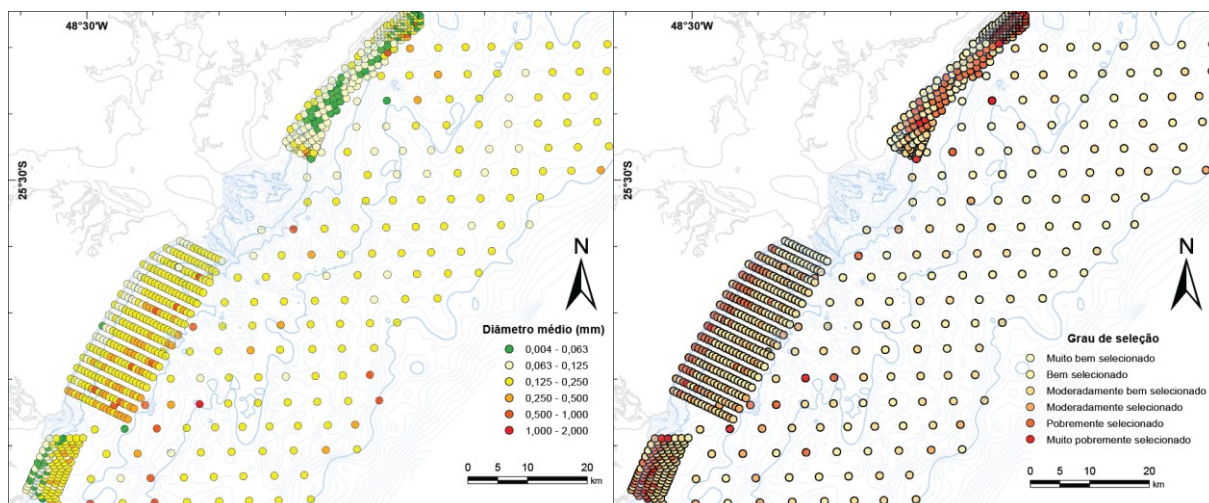 48°30'W
25°30'S
N
Diâmetro médio (mm)
0,004 - 0,063
0,063 - 0,125
0,125 - 0,250
0,250 - 0,500
0,500 - 1,000
1,000 - 2,000
0 5 10 20
km
48°30'W
25°30'S
N
Grau de seleção
Muito bem selecionado
Bem selecionado
Moderadamente bem selecionado
Moderadamente selecionado
Pobremente selecionado
Muito pobremente selecionado
0 5 10 20
km